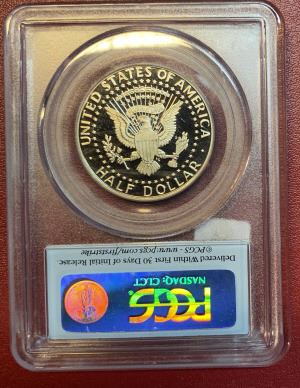 UNITED STATES OF AMERICA
HALF DOLLAR
Delivered Within First 30 Days of Initial Release
©PCGS - www.pcgs.com/firststrike
NASDAQ: CLCT
PCGS